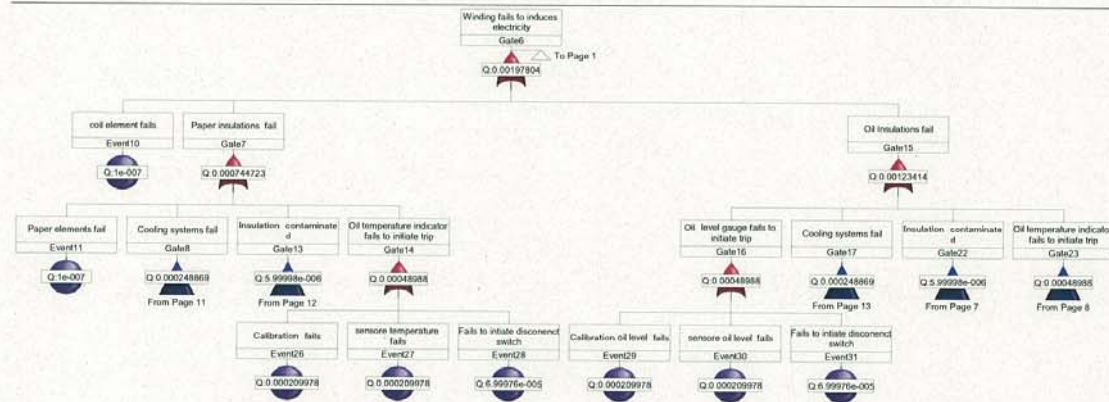 Winding fails to induces
electricity
Gate6
To Page 1
Q:0.00197804
coil element fails
Event10
Q:1e-007
Paper insulations fail
Gate7
Q:0.000744723
Oil Insulations fail
Gate15
Q:0.00123414
Paper elements fail
Event11
Q:1e-007
Cooling systems fail
Gate8
Q:0.000248869
From Page 11
Insulation contaminate
d
Gate13
Q:5.99998e-006
From Page 12
Oil temperature indicator
fails to initiate trip
Gate14
Q:0.00048988
Oil level gauge fails to
initiate trip
Gate16
Q:0.00048988
Cooling systems fail
Gate17
Q:0.000248869
From Page 13
Insulation contaminate
d
Gate22
Q:5.99998e-006
From Page 7
Oil temperature indicator
fails to initiate trip
Gate23
Q:0.00048988
From Page 8
Calibration fails
Event26
Q:0.000209978
sensore temperature
fails
Event27
Q:0.000209978
Fails to intiate disconenct
switch
Event28
Q:6.99976e-005
Calibration oil level fails
Event29
Q:0.000209978
sensore oil level fails
Event30
Q:0.000209978
Fails to intiate disconenct
switch
Event31
Q:6.99976e-005